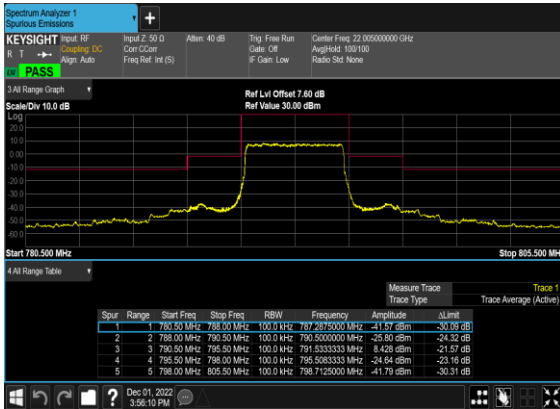 Spectrum Analyzer 1
Spurious Emissions
KEYSIGHT Input: RF Input Z: 50 Ω Atten: 40 dB Trig: Free Run Center Freq: 22.005000000 GHz
R T Coupling: DC Corr CCorr Gate: Off Avg|Hold: 100/100
Align: Auto Freq Ref: Int (S) IF Gain: Low Radio Std: None
LXI PASS
3 All Range Graph
Ref Lvl Offset 7.60 dB
Scale/Div 10.0 dB Ref Value 30.00 dBm
Log
20.0
10.0
0.00
-10.0
-20.0
-30.0
-40.0
-50.0
-60.0
Start 780.500 MHz Stop 805.500 MH
4 All Range Table
Measure Trace Trace 1
Trace Type Trace Average (Active)
Spur Range Start Freq Stop Freq RBW Frequency Amplitude ΔLimit
1 1 780.50 MHz 788.00 MHz 100.0 kHz 787.2875000 MHz -41.57 dBm -30.09 dB
2 2 788.00 MHz 790.50 MHz 100.0 kHz 790.5000000 MHz -25.80 dBm -24.32 dB
3 3 790.50 MHz 795.50 MHz 100.0 kHz 791.5333333 MHz 8.428 dBm -21.57 dB
4 4 795.50 MHz 798.00 MHz 100.0 kHz 795.5083333 MHz -24.64 dBm -23.16 dB
5 5 798.00 MHz 805.50 MHz 100.0 kHz 798.7125000 MHz -41.79 dBm -30.31 dB
Dec 01, 2022
3:56:10 PM